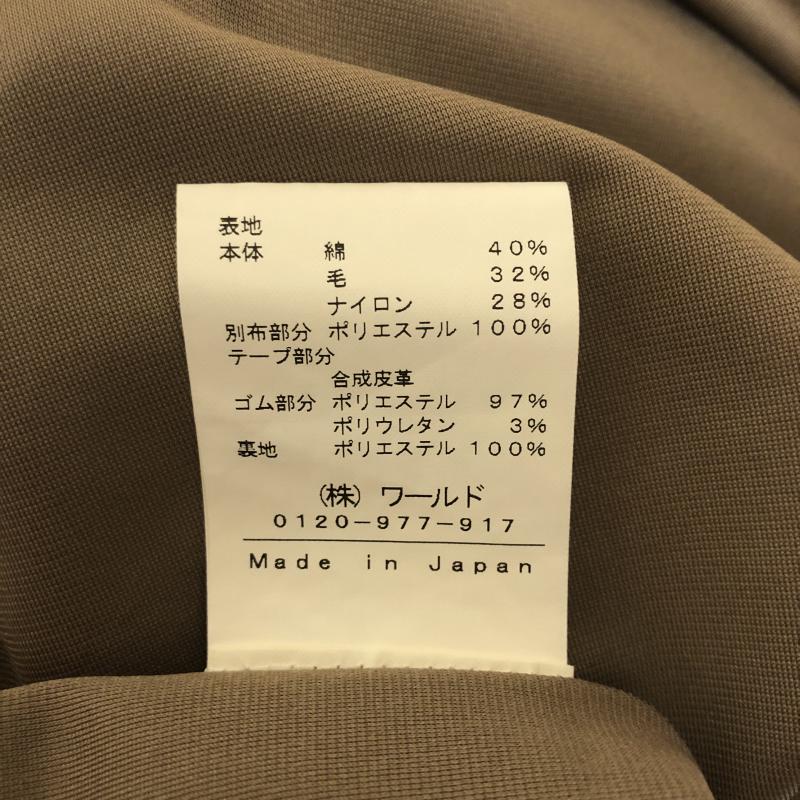 表地
本体 綿 40%
毛 32%
ナイロン 28%
別布部分 ポリエステル 100%
テープ部分
合成皮革
ゴム部分 ポリエステル 97%
ポリウレタン 3%
裏地 ポリエステル 100%
(株) ワールド
0120-977-917
Made in Japan